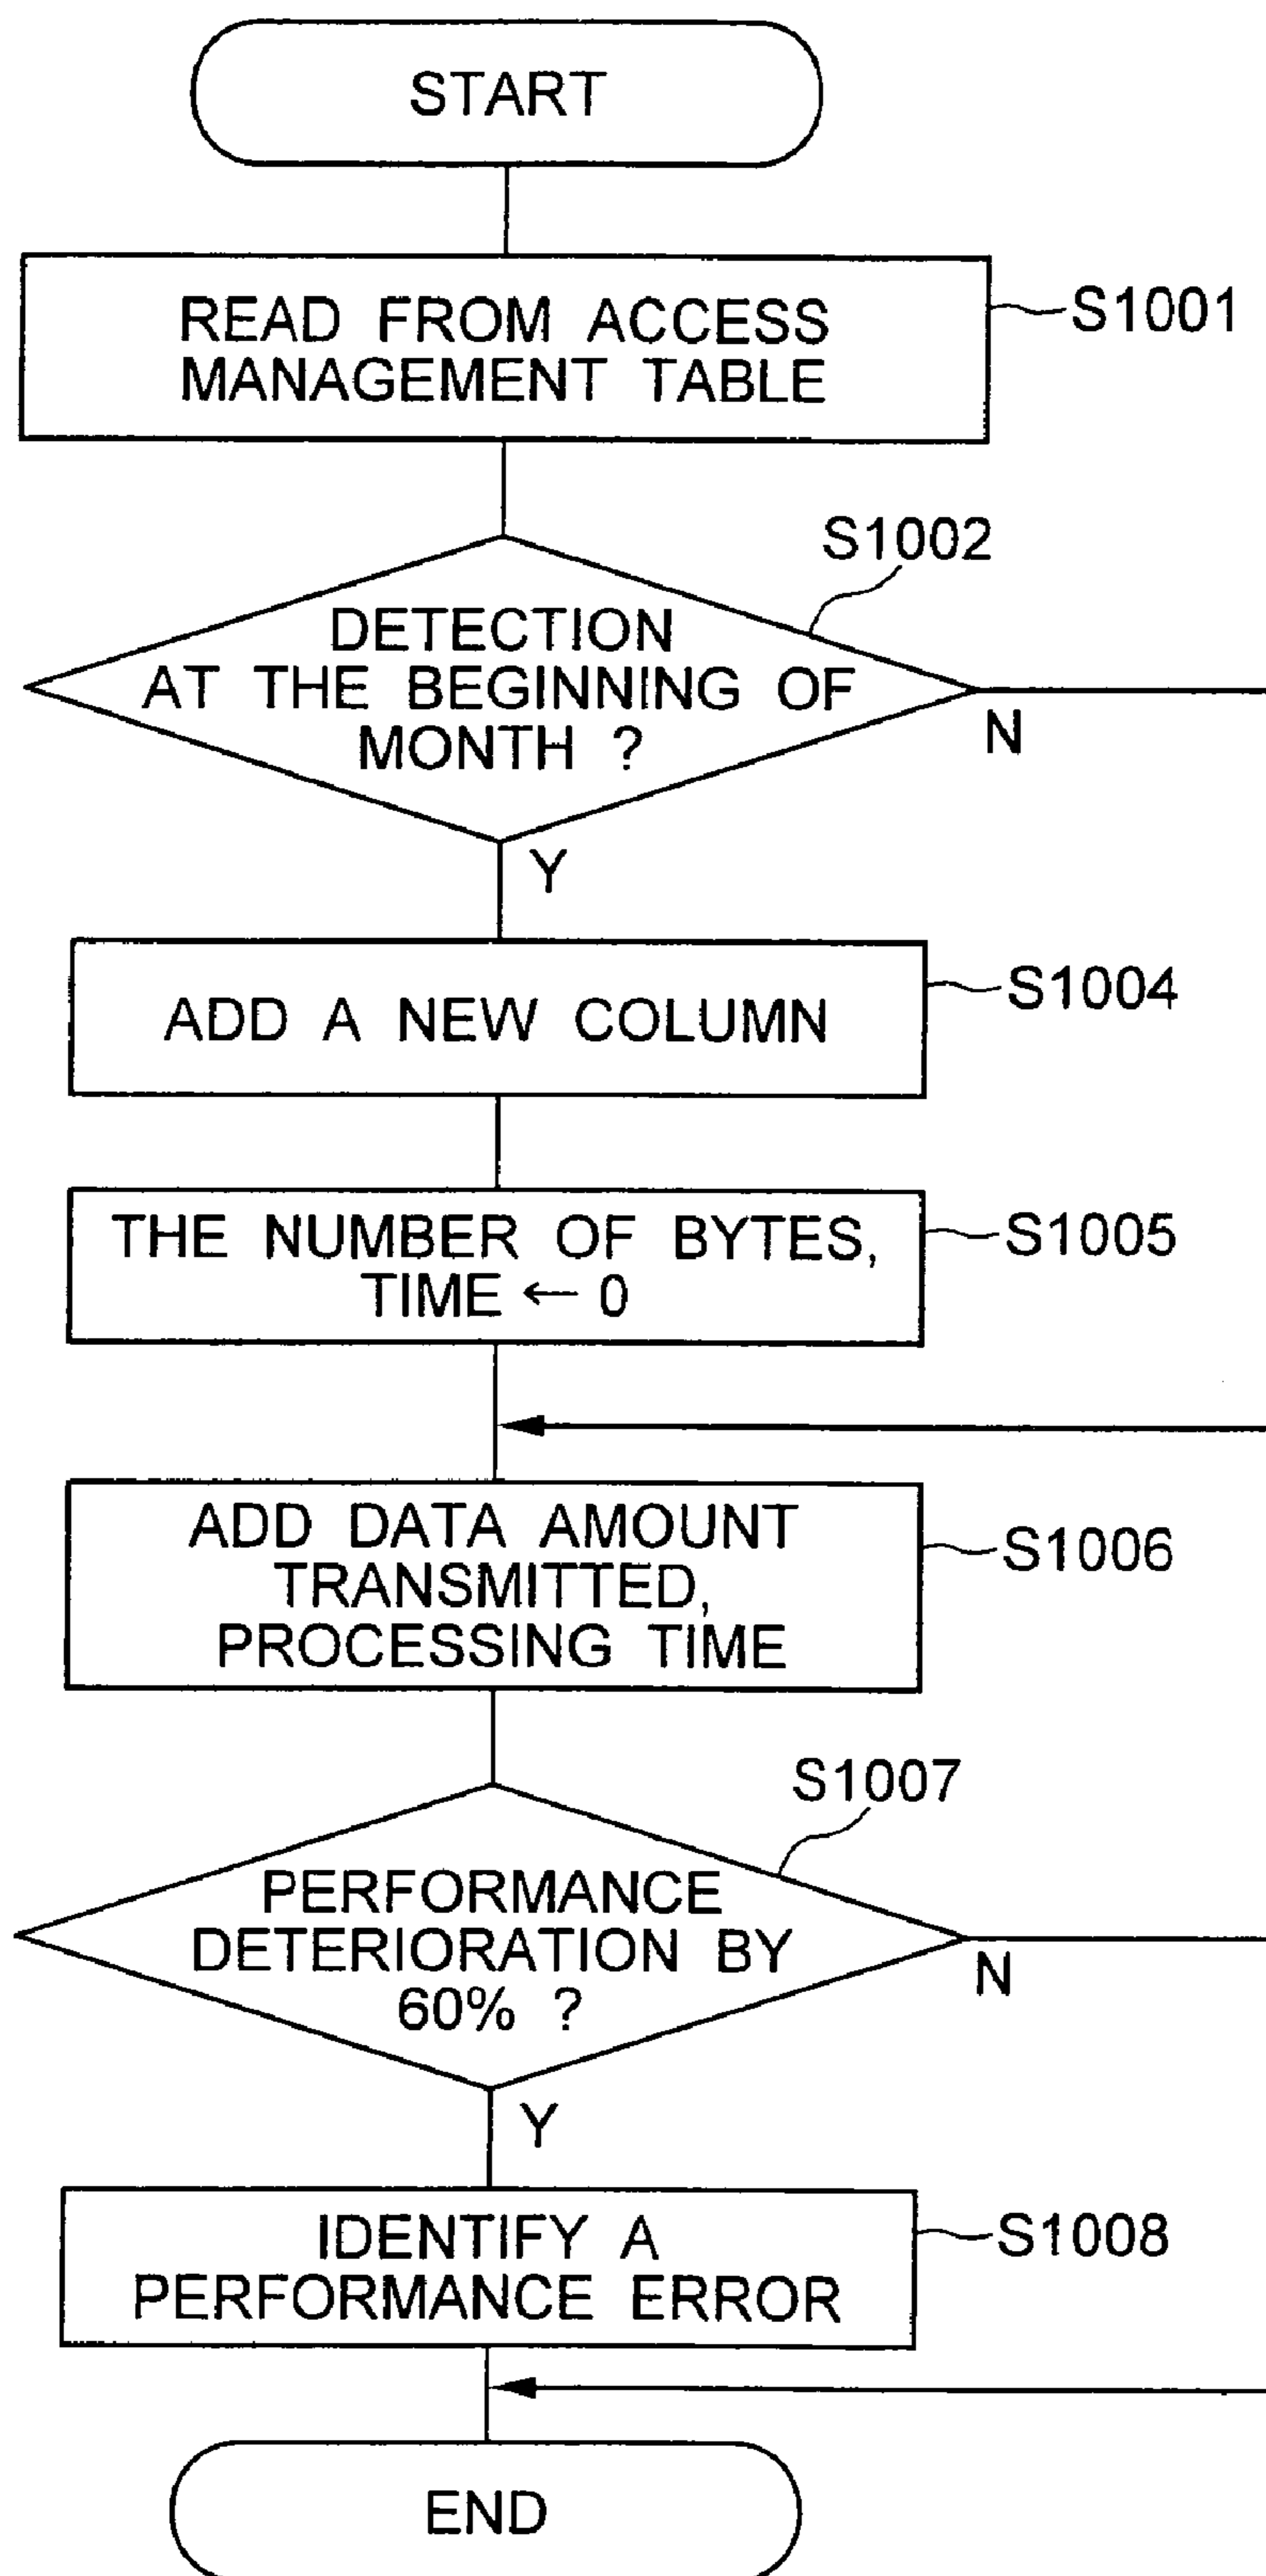 START
READ FROM ACCESS
MANAGEMENT TABLE
S1001
S1002
DETECTION
AT THE BEGINNING OF
MONTH ?
N
Y
ADD A NEW COLUMN
S1004
THE NUMBER OF BYTES,
TIME ← 0
S1005
ADD DATA AMOUNT
TRANSMITTED,
PROCESSING TIME
S1006
S1007
PERFORMANCE
DETERIORATION BY
60% ?
N
Y
IDENTIFY A
PERFORMANCE ERROR
S1008
END